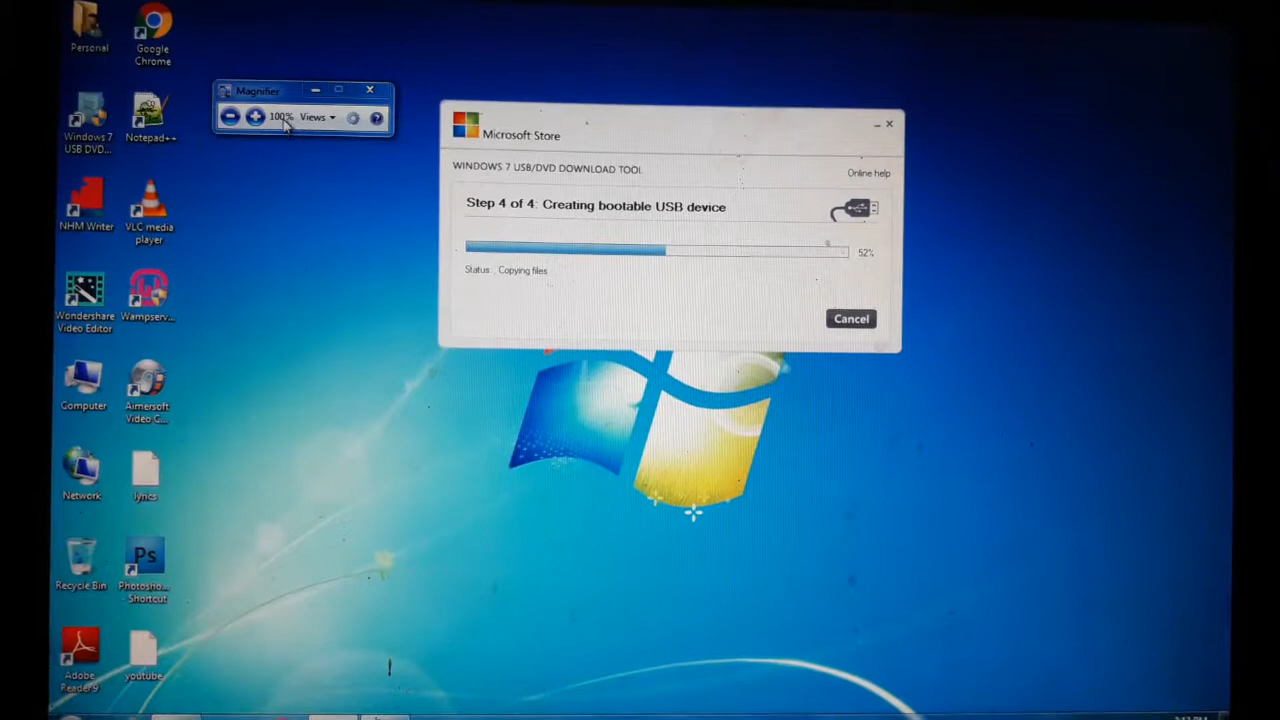 Personal
Google
Chrome
Magnifier
100%
Views
Windows 7
USB DVD...
Notepad++
Microsoft Store
WINDOWS 7 USB/DVD DOWNLOAD TOOL
Online help
Step 4 of 4: Creating bootable USB device
52%
Status: Copying files
Cancel
NHM Writer
VLC media
player
Wondershare
Video Editor
Wampserv...
Computer
Aimersoft
Video C...
Network
lyrics
Ps
Recycle Bin
Photosho...
- Shortcut
Adobe
Reader 9
youtube